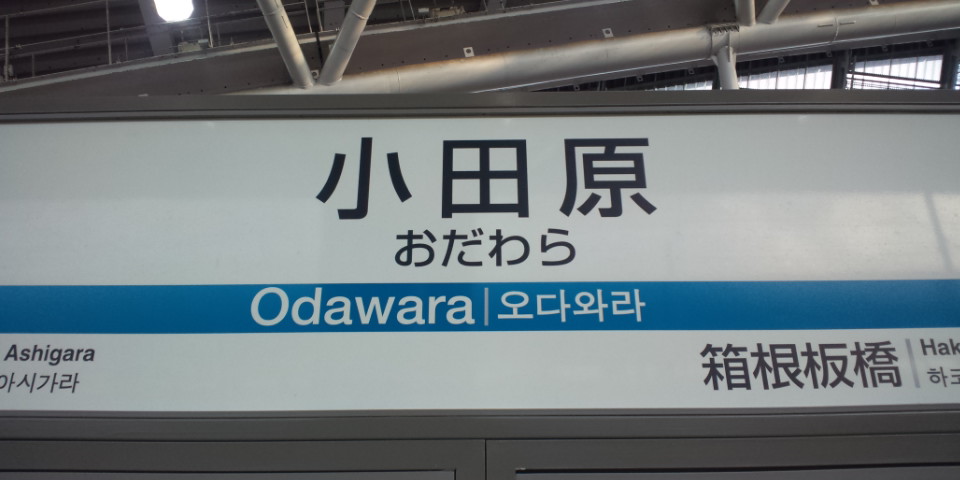 小田原
おだわら
Odawara|오다와라
Ashigara
아시가라
箱根板橋